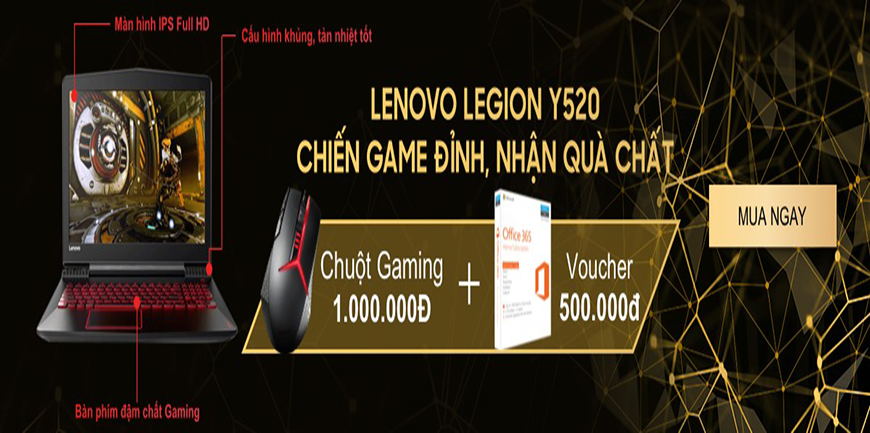 Màn hình IPS Full HD
Cấu hình khủng, tản nhiệt tốt
LENOVO LEGION Y520
CHIẾN GAME ĐỈNH, NHẬN QUÀ CHẤT
MUA NGAY
Office 365
Chuột Gaming
1.000.000Đ
+
Voucher
500.000đ
Lenovo
Bàn phím đậm chất Gaming